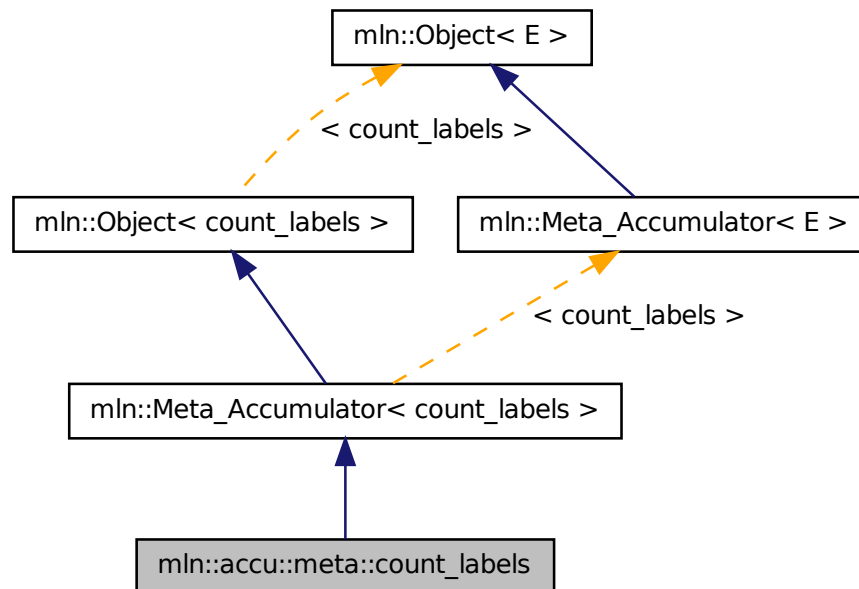 mln::Object< E >
< count_labels >
mln::Object< count_labels >
mln::Meta_Accumulator< E >
< count_labels >
mln::Meta_Accumulator< count_labels >
mln::accu::meta::count_labels